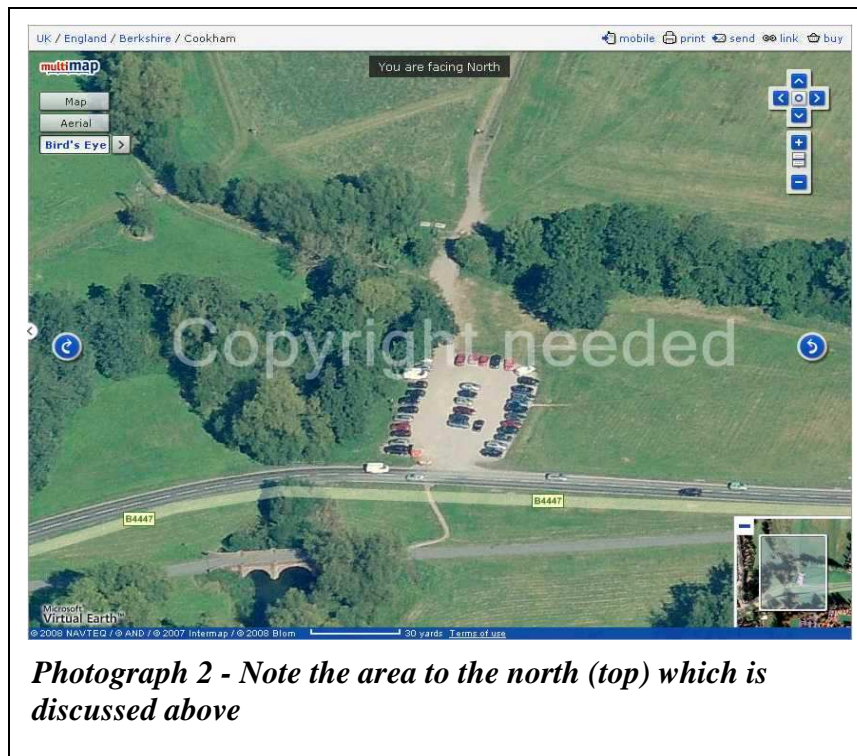 UK / England / Berkshire / Cookham
mobile print send link buy
multimap
You are facing North
Map
Aerial
Bird's Eye >
Copyright needed
B4447
B4447
Microsoft
Virtual Earth™
© 2008 NAVTEQ / © AND / © 2007 Intermap / © 2008 Blom 30 yards Terms of use
Photograph 2 - Note the area to the north (top) which is
discussed above